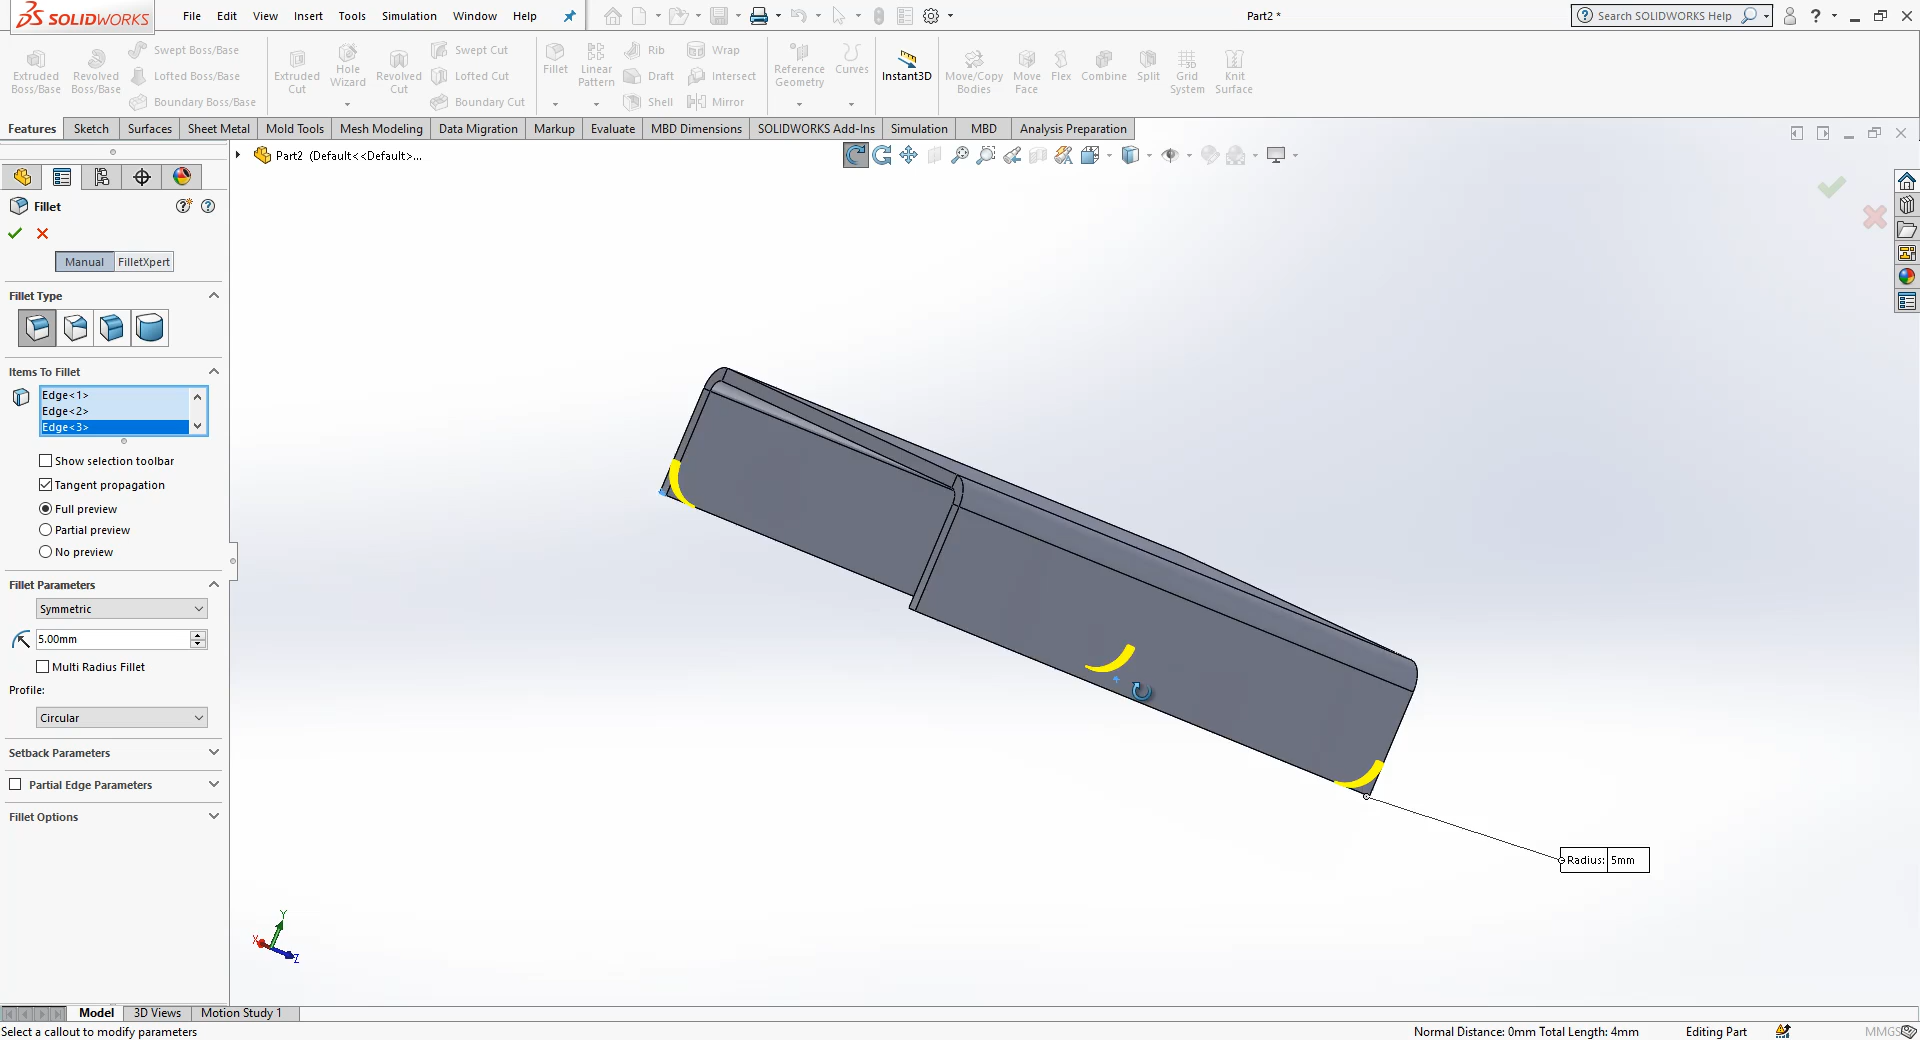 SOLIDWORKS File Edit View Insert Tools Simulation Window Help Part2 * Search SOLIDWORKS Help ?
Extruded Boss/Base
Revolved Boss/Base
Swept Boss/Base
Lofted Boss/Base
Boundary Boss/Base
Extruded Cut
Hole Wizard
Revolved Cut
Swept Cut
Lofted Cut
Boundary Cut
Fillet
Linear Pattern
Rib
Draft
Shell
Wrap
Intersect
Mirror
Reference Geometry
Curves
Instant3D
Move/Copy Bodies
Move Face
Flex
Combine
Split
Grid System
Knit Surface
Features Sketch Surfaces Sheet Metal Mold Tools Mesh Modeling Data Migration Markup Evaluate MBD Dimensions SOLIDWORKS Add-Ins Simulation MBD Analysis Preparation
Part2 (Default<<Default>...
Fillet
Manual FilletXpert
Fillet Type
Items To Fillet
Edge<1>
Edge<2>
Edge<3>
Show selection toolbar
Tangent propagation
Full preview
Partial preview
No preview
Fillet Parameters
Symmetric
5.00mm
Multi Radius Fillet
Profile:
Circular
Setback Parameters
Partial Edge Parameters
Fillet Options
Radius: 5mm
Y
X
Z
Model 3D Views Motion Study 1
Select a callout to modify parameters Normal Distance: 0mm Total Length: 4mm Editing Part MMGS